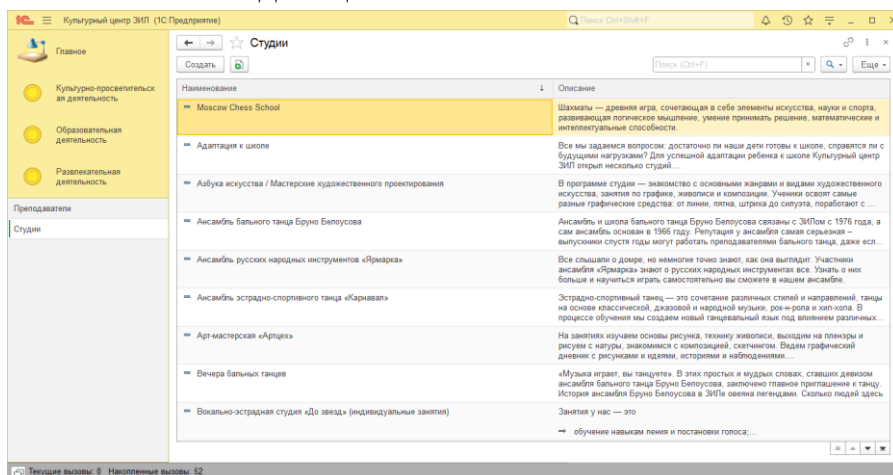 1С Культурный центр ЗИЛ (1С:Предприятие)
Поиск Ctrl+Shift+F
Главное
Культурно-просветительск
ая деятельность
Образовательная
деятельность
Развлекательная
деятельность
Преподаватели
Студии
Студии
Создать
Поиск (Ctrl+F)
×
Еще
Наименование ↓ Описание
Moscow Chess School
Шахматы — древняя игра, сочетающая в себе элементы искусства, науки и спорта,
развивающая логическое мышление, умение принимать решение, математические и
интеллектуальные способности.
Адаптация к школе
Все мы задаемся вопросом: достаточно ли наши дети готовы к школе, справятся ли с
будущими нагрузками? Для успешной адаптации ребенка к школе Культурный центр
ЗИЛ открыл несколько студий....
Азбука искусства / Мастерские художественного проектирования
В программе студии — знакомство с основными жанрами и видами художественного
искусства, занятия по графике, живописи и композиции. Ученики освоят самые
разные графические средства: от линии, пятна, штриха до силуэта, поработают с ...
Ансамбль бального танца Бруно Белоусова
Ансамбль и школа бального танца Бруно Белоусова связаны с ЗИЛом с 1976 года, а
сам ансамбль основан в 1966 году. Репутация у ансамбля самая серьезная –
выпускники спустя годы могут работать преподавателями бального танца, даже есл...
Ансамбль русских народных инструментов «Ярмарка»
Все слышали о домре, но немногие точно знают, как она выглядит. Участники
ансамбля «Ярмарка» знают о русских народных инструментах все. Узнать о них
больше и научиться играть самостоятельно вы сможете в нашем ансамбле.
Ансамбль эстрадно-спортивного танца «Карнавал»
Эстрадно-спортивный танец — это сочетание различных стилей и направлений, танцы
на основе классической, джазовой и народной музыки, рок-н-рола и хип-хопа. В
процессе обучения мы создаем новый танцевальный язык под влиянием различных...
Арт-мастерская «Артцех»
На занятиях изучаем основы рисунка, технику живописи, выходим на пленэры и
рисуем с натуры, знакомимся с композицией, скетчингом. Ведем графический
дневник с рисунками и идеями, историями и наблюдениями....
Вечера бальных танцев
«Музыка играет, вы танцуете». В этих простых и мудрых словах, ставших девизом
ансамбля бального танца Бруно Белоусова, заключено главное приглашение к танцу.
История ансамбля Бруно Белоусова в ЗИЛе овеяна легендами. Сколько людей здесь
Вокально-эстрадная студия «До звезд» (индивидуальные занятия)
Занятия у нас — это
→ обучение навыкам пения и постановки голоса;...
Текущие вызовы: 0 Накопленные вызовы: 52